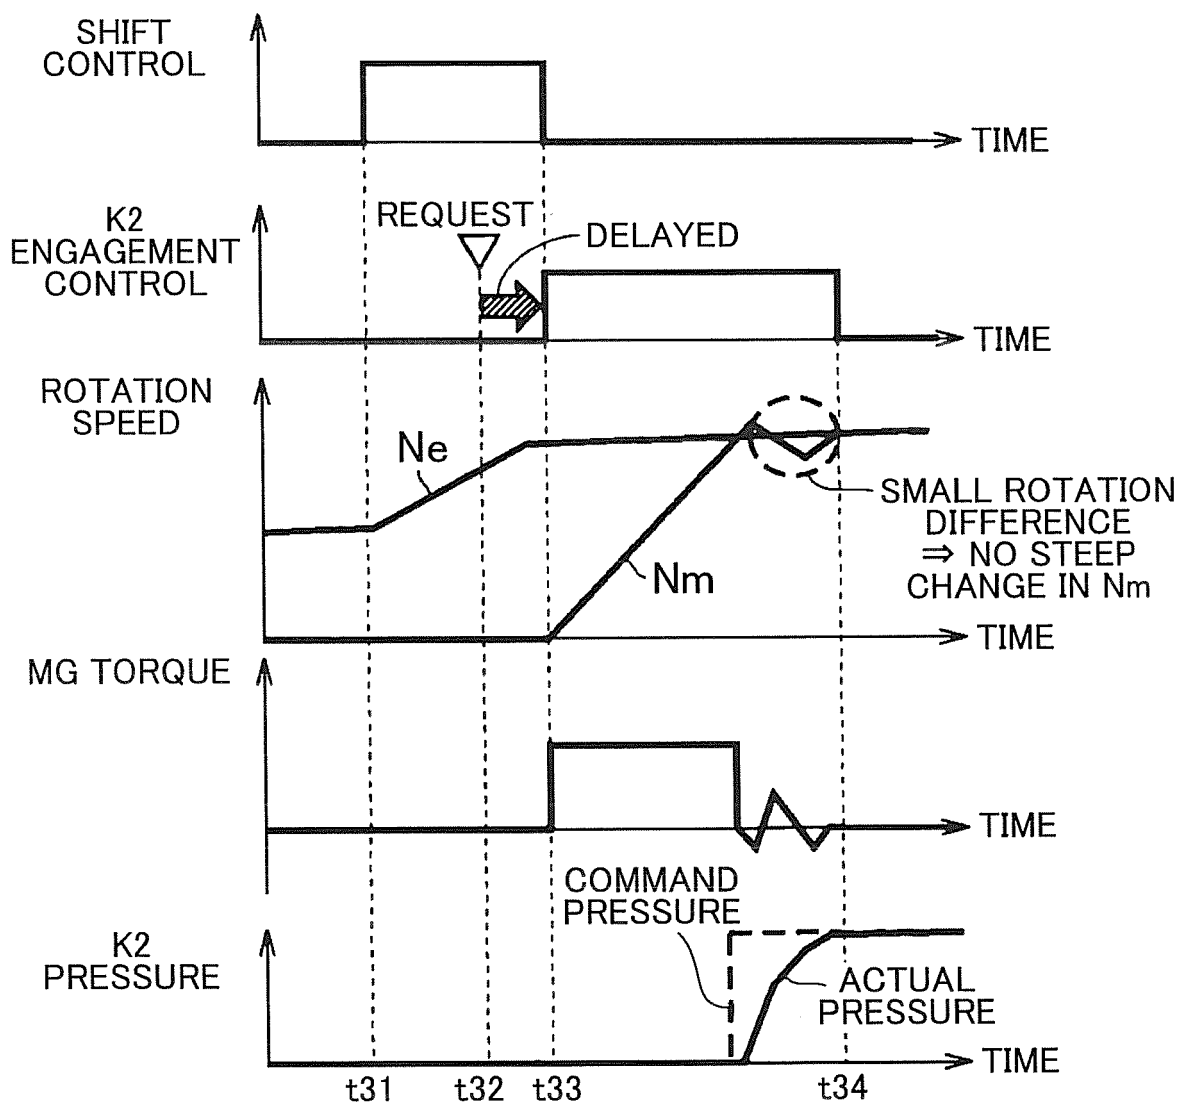 SHIFT
CONTROL
TIME
K2
ENGAGEMENT
CONTROL
REQUEST
DELAYED
TIME
ROTATION
SPEED
Ne
Nm
SMALL ROTATION
DIFFERENCE
⇒ NO STEEP
CHANGE IN Nm
TIME
MG TORQUE
TIME
COMMAND
PRESSURE
K2
PRESSURE
ACTUAL
PRESSURE
TIME
t31 t32 t33 t34